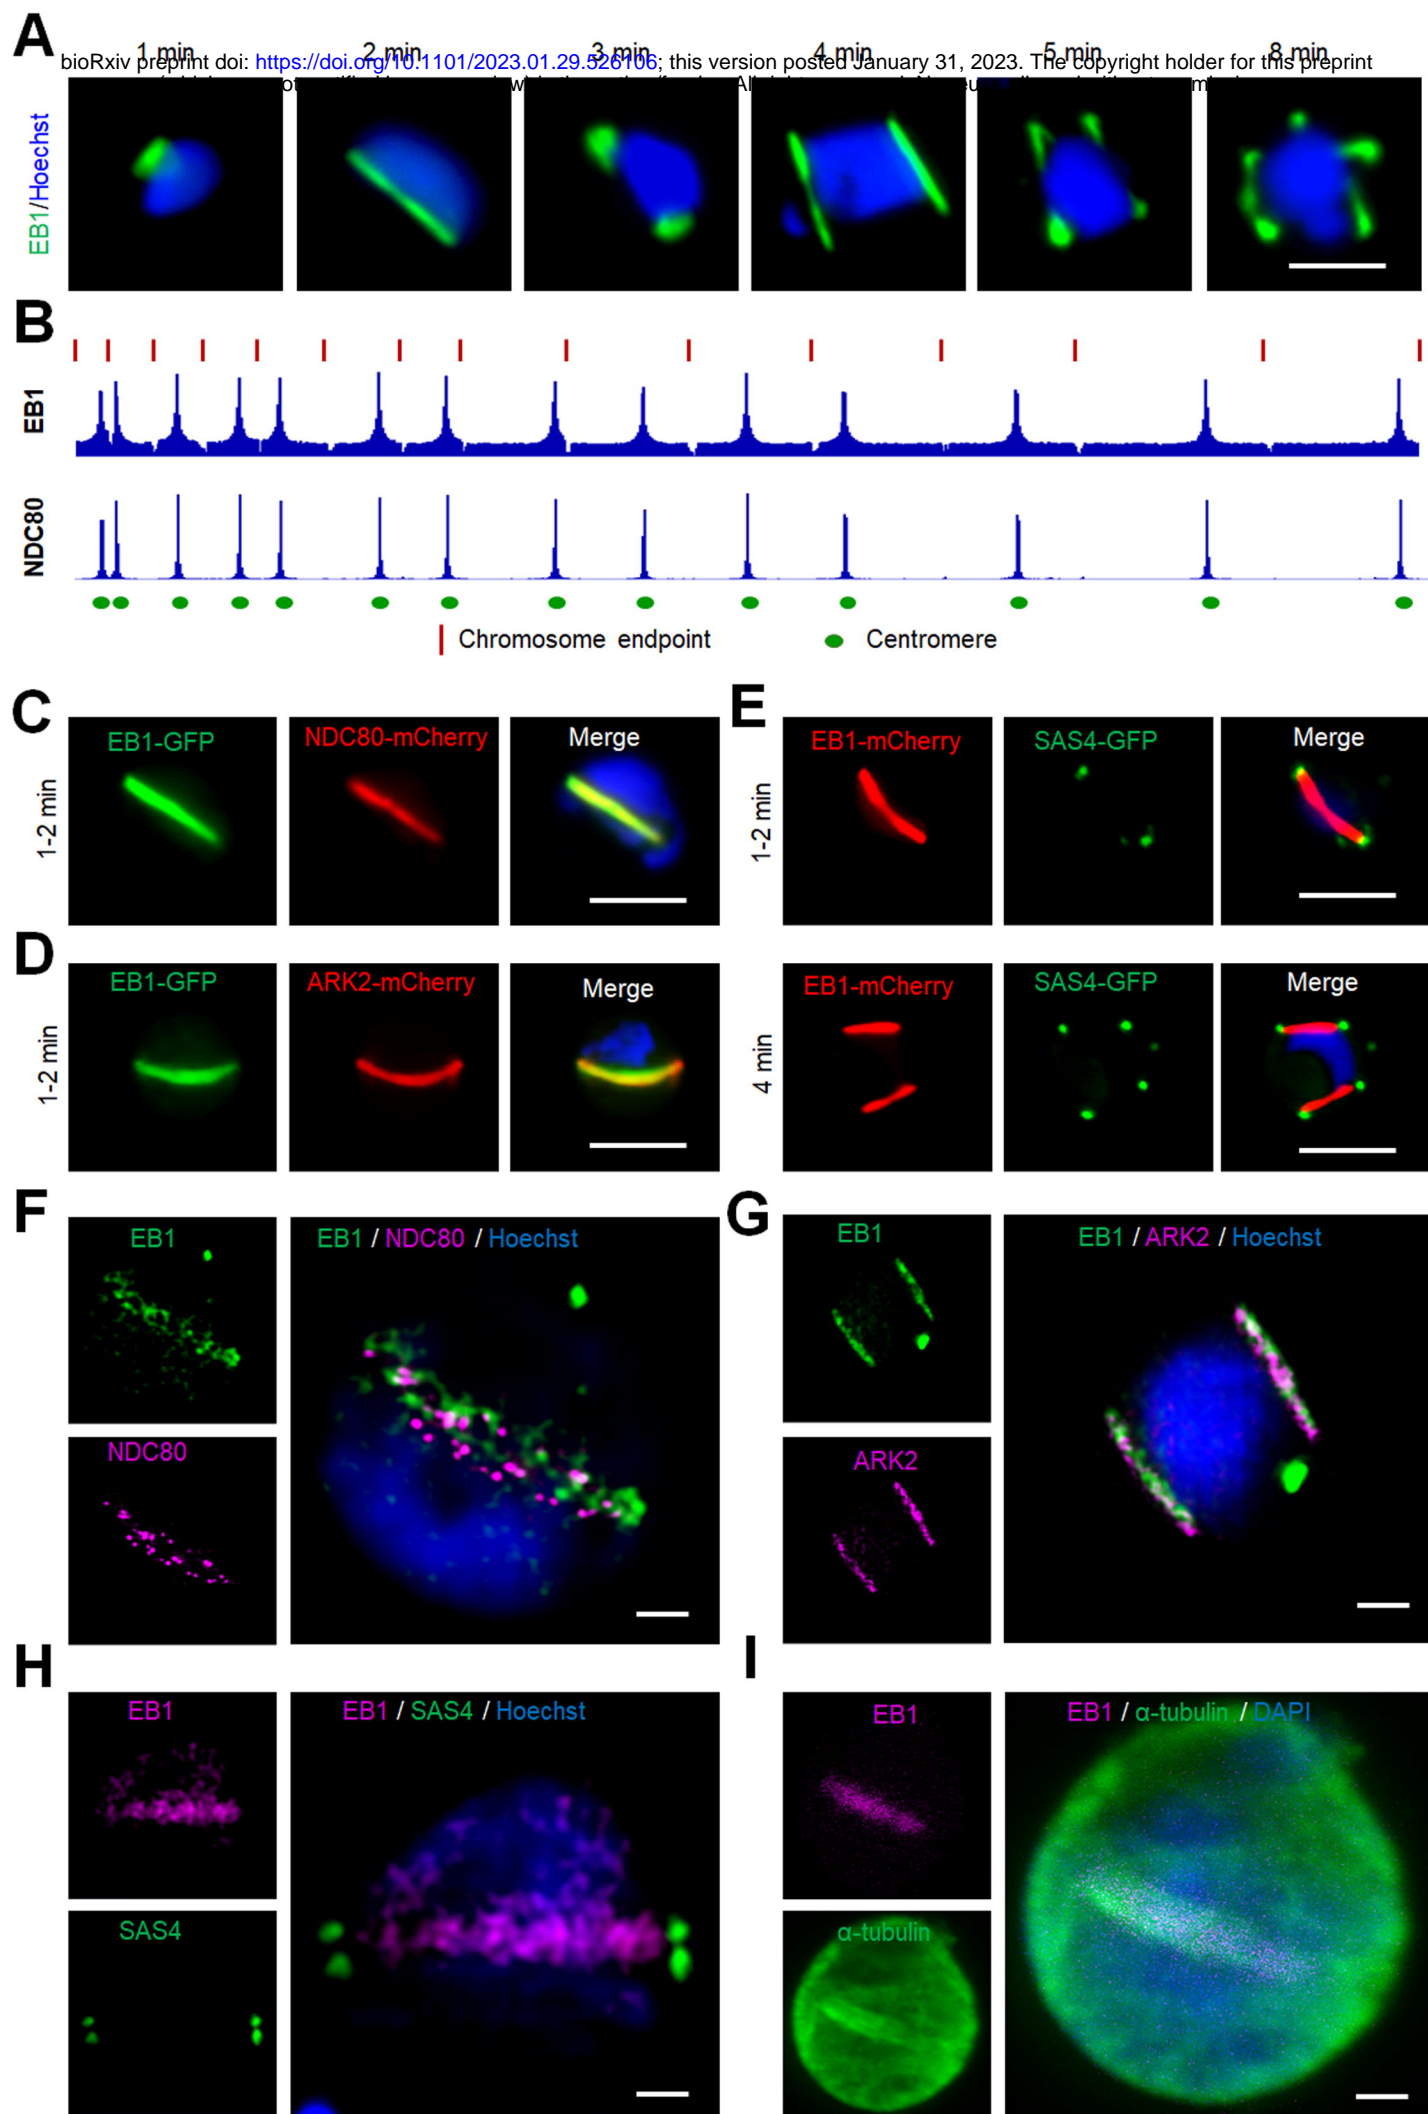 A
1 min 2 min 3 min 4 min 5 min 8 min
bioRxiv preprint doi: https://doi.org/10.1101/2023.01.29.526106; this version posted January 31, 2023. The copyright holder for this preprint
EB1/Hoechst
B
EB1
NDC80
Chromosome endpoint Centromere
C
1-2 min
EB1-GFP NDC80-mCherry Merge
E
1-2 min
EB1-mCherry SAS4-GFP Merge
D
1-2 min
EB1-GFP ARK2-mCherry Merge
4 min
EB1-mCherry SAS4-GFP Merge
F
EB1
EB1 / NDC80 / Hoechst
NDC80
G
EB1
EB1 / ARK2 / Hoechst
ARK2
H
EB1
EB1 / SAS4 / Hoechst
SAS4
I
EB1
EB1 / α-tubulin / DAPI
α-tubulin